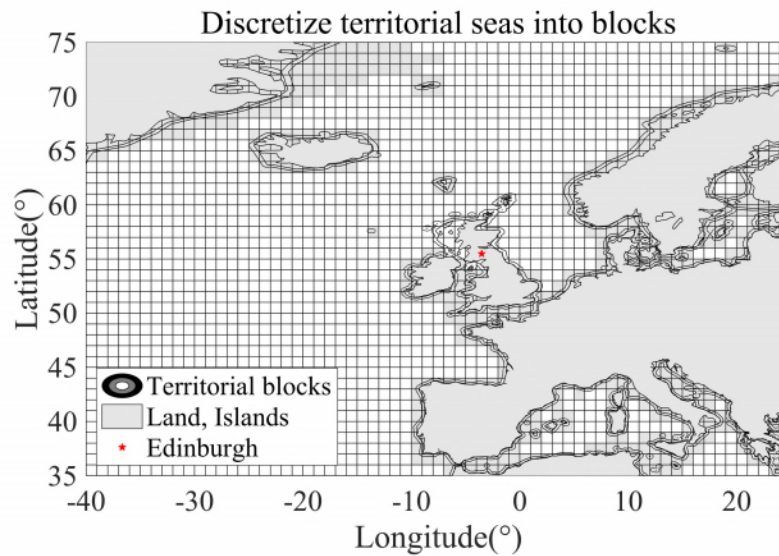 Discretize territorial seas into blocks
75
70
65
60
55
50
45
40
35
Latitude(°)
Territorial blocks
Land, Islands
Edinburgh
-40 -30 -20 -10 0 10 20
Longitude(°)